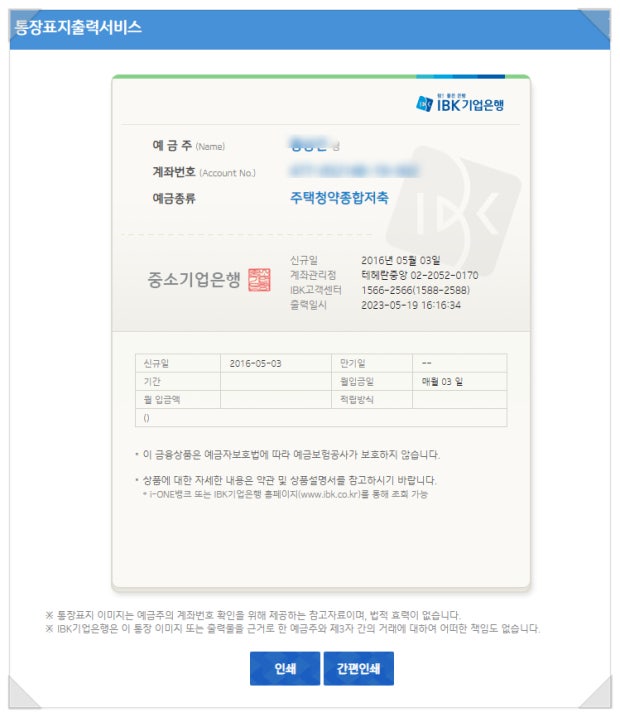 통장표지출력서비스
IBK기업은행
예 금 주 (Name)
계좌번호 (Account No.)
예금종류 주택청약종합저축
IBK
중소기업은행
신규일 2016년 05월 03일
계좌관리점 테헤란중앙 02-2052-0170
IBK고객센터 1566-2566(1588-2588)
출력일시 2023-05-19 16:16:34
신규일 2016-05-03 만기일 --
기간 월입금일 매월 03 일
월 입금액 적립방식
()
* 이 금융상품은 예금자보호법에 따라 예금보험공사가 보호하지 않습니다.
* 상품에 대한 자세한 내용은 약관 및 상품설명서를 참고하시기 바랍니다.
* i-ONE뱅크 또는 IBK기업은행 홈페이지(www.ibk.co.kr)를 통해 조회 가능
※ 통장표지 이미지는 예금주의 계좌번호 확인을 위해 제공하는 참고자료이며, 법적 효력이 없습니다.
※ IBK기업은행은 이 통장 이미지 또는 출력물을 근거로 한 예금주와 제3자 간의 거래에 대하여 어떠한 책임도 없습니다.
인쇄 간편인쇄